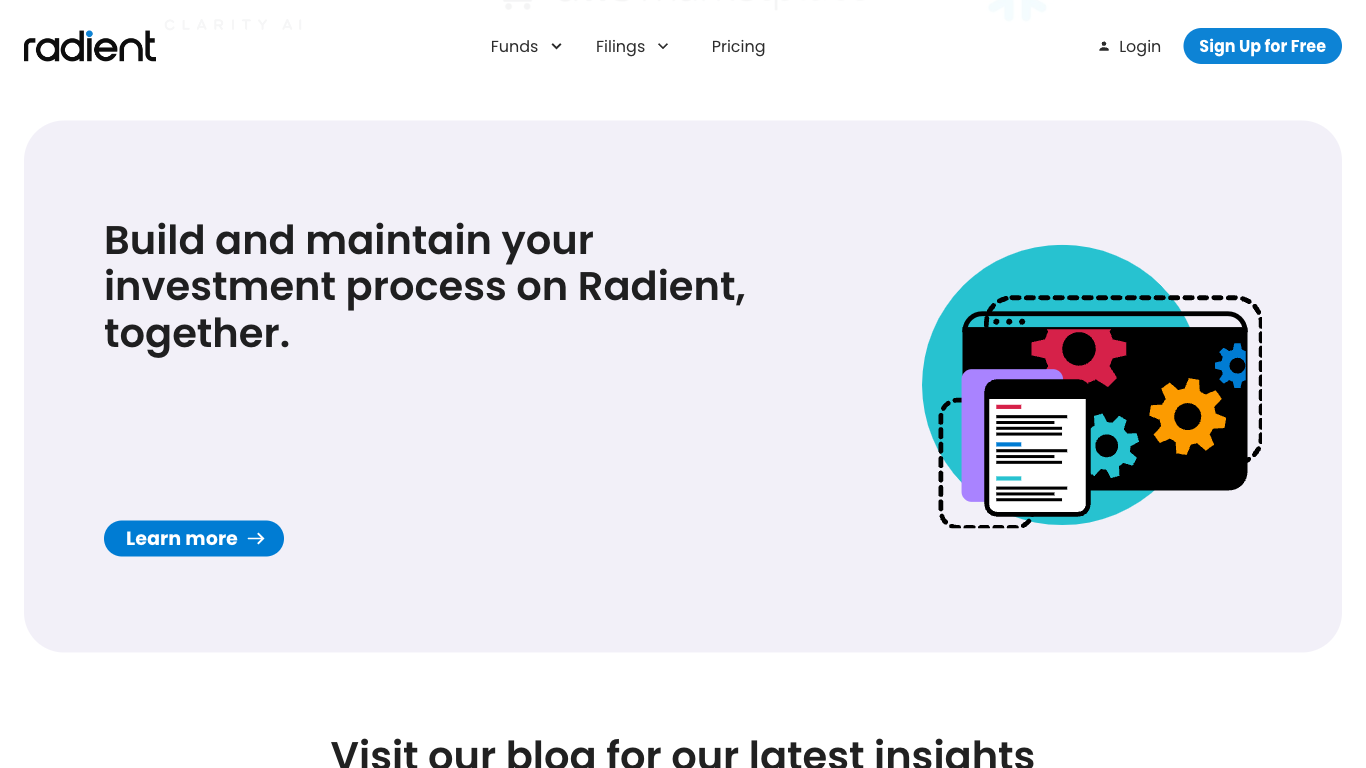 CLARITY AI
radient
Funds
Filings
Pricing
Login
Sign Up for Free
Build and maintain your
investment process on Radient,
together.
Learn more
Visit our blog for our latest insights